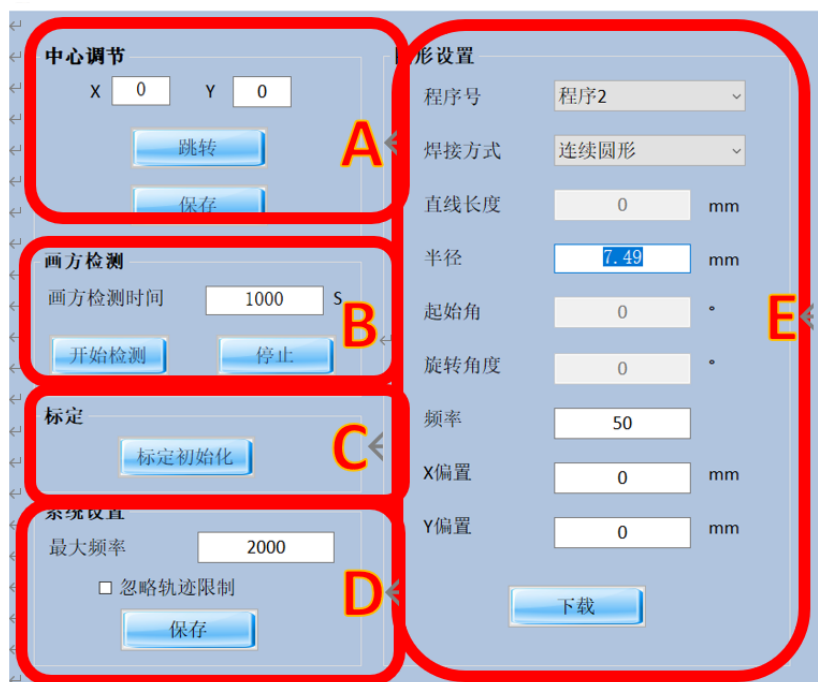 中心调节
X 0 Y 0
跳转
保存
A
画方检测
画方检测时间 1000 S
B
开始检测 停止
标定
标定初始化
C
系统设置
最大频率 2000
忽略轨迹限制
D
保存
形设置
程序号 程序2
焊接方式 连续圆形
直线长度 0 mm
半径 7.49 mm
起始角 0 °
E
旋转角度 0 °
频率 50
X偏置 0 mm
Y偏置 0 mm
下载